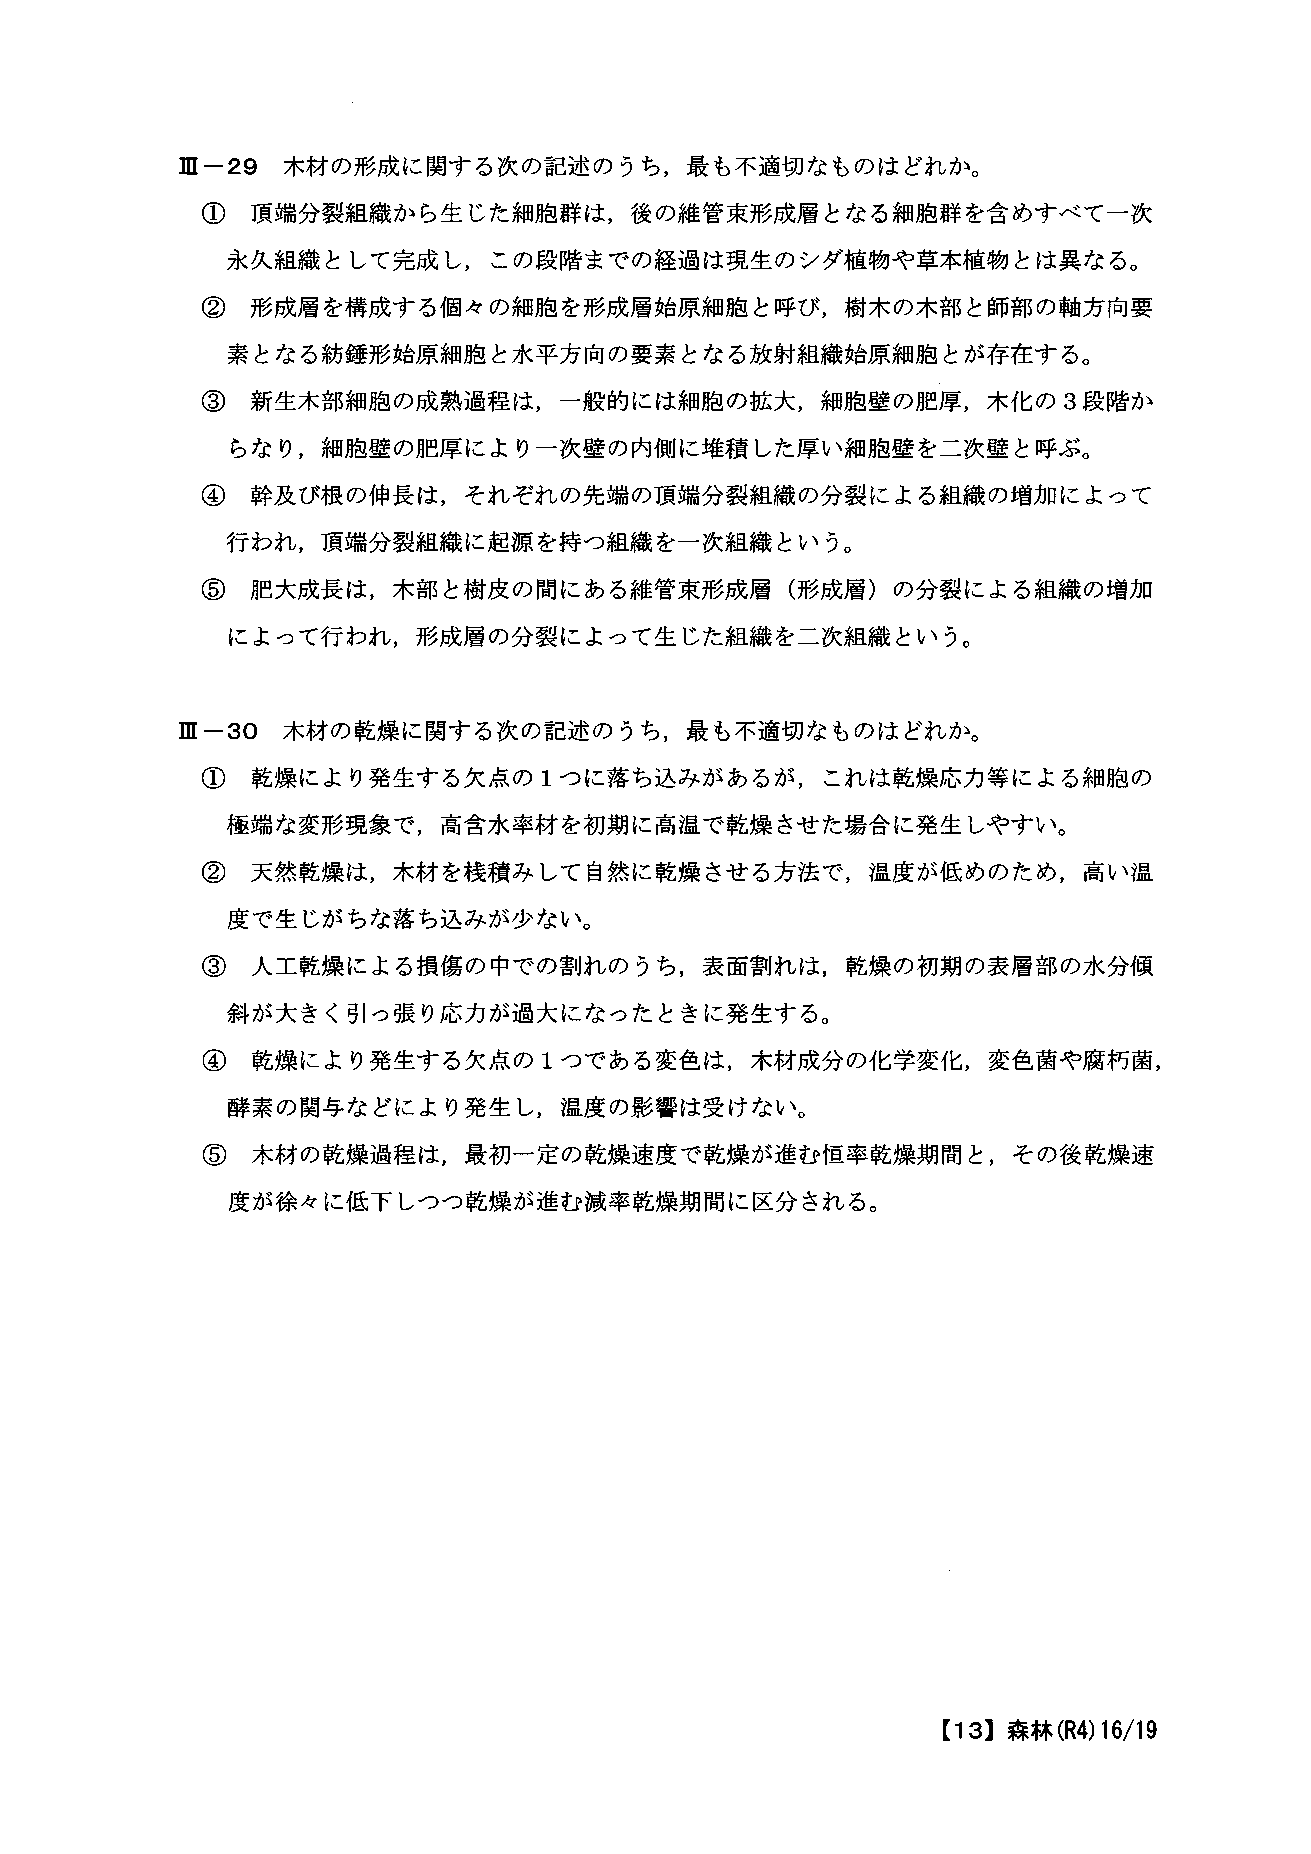 Ⅲ－29　木材の形成に関する次の記述のうち，最も不適切なものはどれか。
①　頂端分裂組織から生じた細胞群は，後の維管束形成層となる細胞群を含めすべて一次
永久組織として完成し，この段階までの経過は現生のシダ植物や草本植物とは異なる。
②　形成層を構成する個々の細胞を形成層始原細胞と呼び，樹木の木部と師部の軸方向要
素となる紡錘形始原細胞と水平方向の要素となる放射組織始原細胞とが存在する。
③　新生木部細胞の成熟過程は，一般的には細胞の拡大，細胞壁の肥厚，木化の３段階か
らなり，細胞壁の肥厚により一次壁の内側に堆積した厚い細胞壁を二次壁と呼ぶ。
④　幹及び根の伸長は，それぞれの先端の頂端分裂組織の分裂による組織の増加によって
行われ，頂端分裂組織に起源を持つ組織を一次組織という。
⑤　肥大成長は，木部と樹皮の間にある維管束形成層（形成層）の分裂による組織の増加
によって行われ，形成層の分裂によって生じた組織を二次組織という。
Ⅲ－30　木材の乾燥に関する次の記述のうち，最も不適切なものはどれか。
①　乾燥により発生する欠点の１つに落ち込みがあるが，これは乾燥応力等による細胞の
極端な変形現象で，高含水率材を初期に高温で乾燥させた場合に発生しやすい。
②　天然乾燥は，木材を桟積みして自然に乾燥させる方法で，温度が低めのため，高い温
度で生じがちな落ち込みが少ない。
③　人工乾燥による損傷の中での割れのうち，表面割れは，乾燥の初期の表層部の水分傾
斜が大きく引っ張り応力が過大になったときに発生する。
④　乾燥により発生する欠点の１つである変色は，木材成分の化学変化，変色菌や腐朽菌，
酵素の関与などにより発生し，温度の影響は受けない。
⑤　木材の乾燥過程は，最初一定の乾燥速度で乾燥が進む恒率乾燥期間と，その後乾燥速
度が徐々に低下しつつ乾燥が進む減率乾燥期間に区分される。
【13】森林(R4)16/19